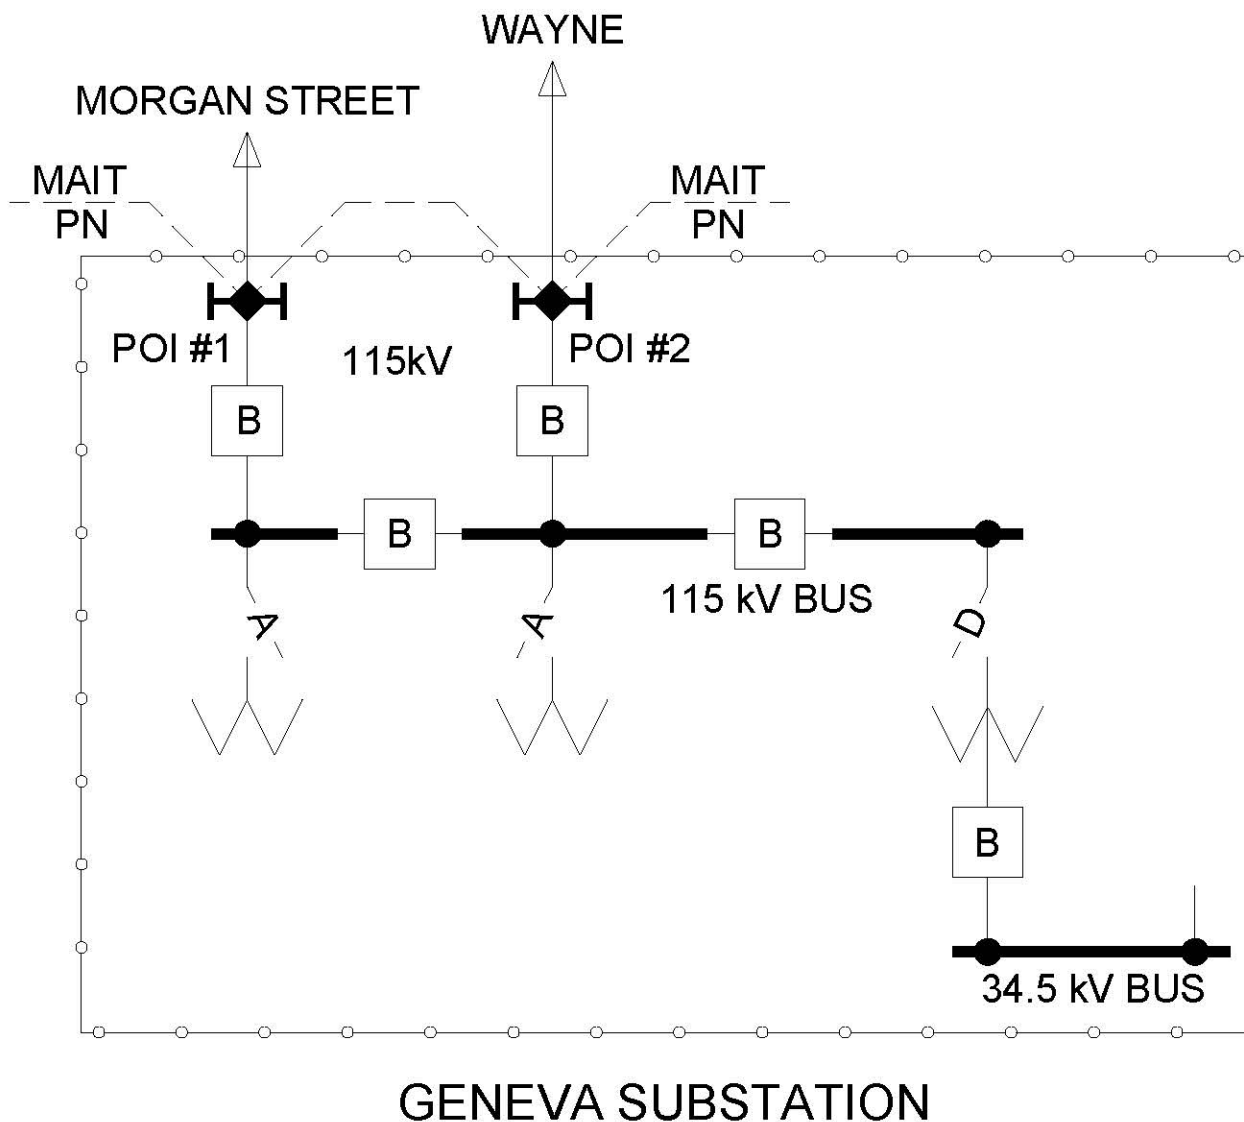 WAYNE
MORGAN STREET
MAIT
PN
MAIT
PN
POI #1
115kV
POI #2
B
B
B
B
115 kV BUS
A
A
D
B
34.5 kV BUS
GENEVA SUBSTATION